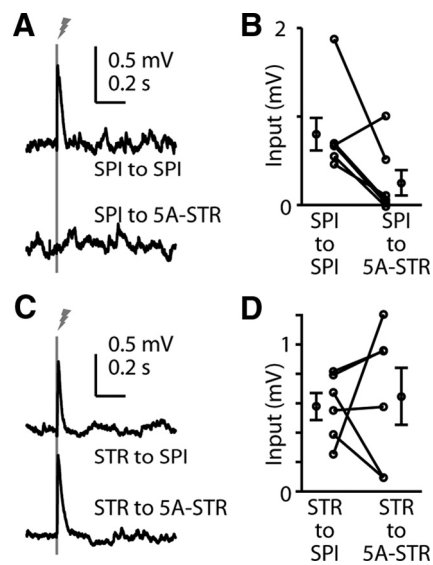 A
0.5 mV
0.2 s
SPI to SPI
SPI to 5A-STR
B
Input (mV)
2
0
SPI
to
SPI
SPI
to
5A-STR
C
0.5 mV
0.2 s
STR to SPI
STR to 5A-STR
D
Input (mV)
1
0
STR
to
SPI
STR
to
5A-STR